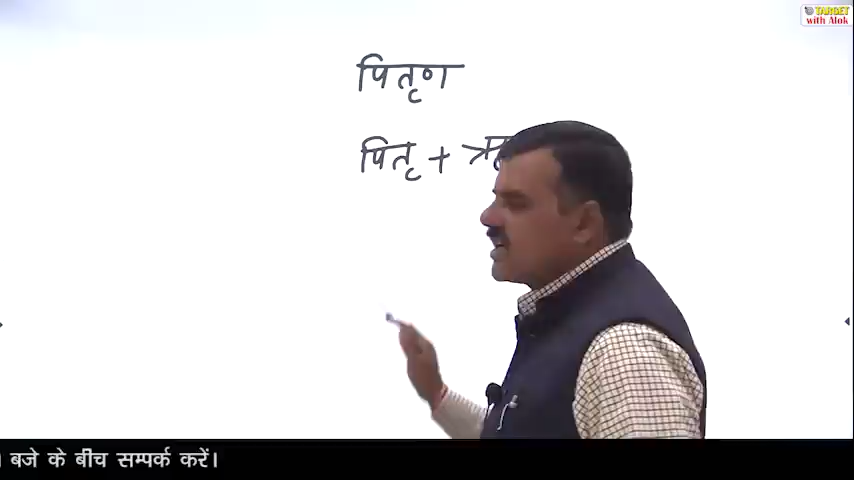 TARGET
with Alok
पितृण
पितृ + ऋ
बजे के बीच सम्पर्क करें।